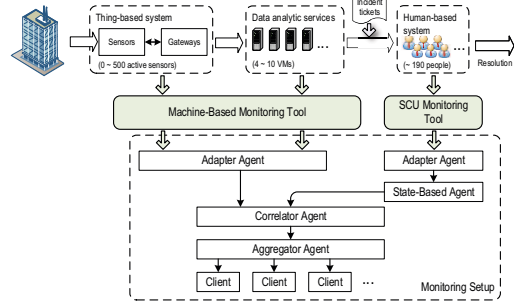 Thing-based system
Sensors
Gateways
(0 ~ 500 active sensors)
Data analytic services
...
(4 ~ 10 VMs)
Incident
tickets
Human-based
system
...
(~ 190 people)
Resolution
Machine-Based Monitoring Tool
SCU Monitoring
Tool
Adapter Agent
Adapter Agent
State-Based Agent
Correlator Agent
Aggregator Agent
Client
Client
Client
...
Monitoring Setup